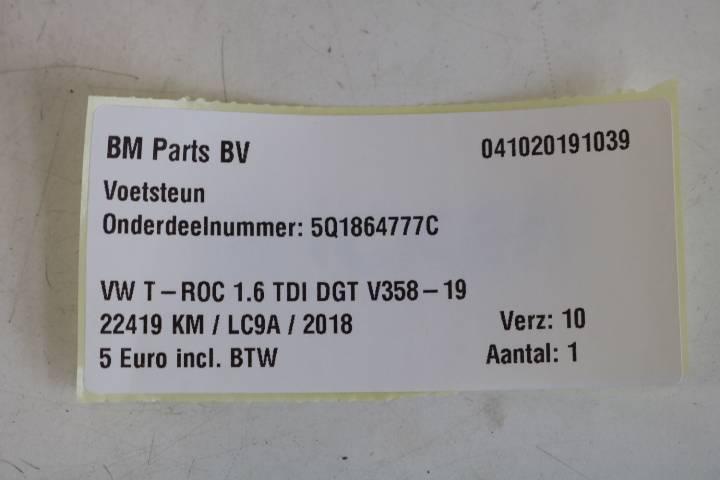 BM Parts BV 041020191039
Voetsteun
Onderdeelnummer: 5Q1864777C
VW T-ROC 1.6 TDI DGT V358-19
22419 KM / LC9A / 2018 Verz: 10
5 Euro incl. BTW Aantal: 1